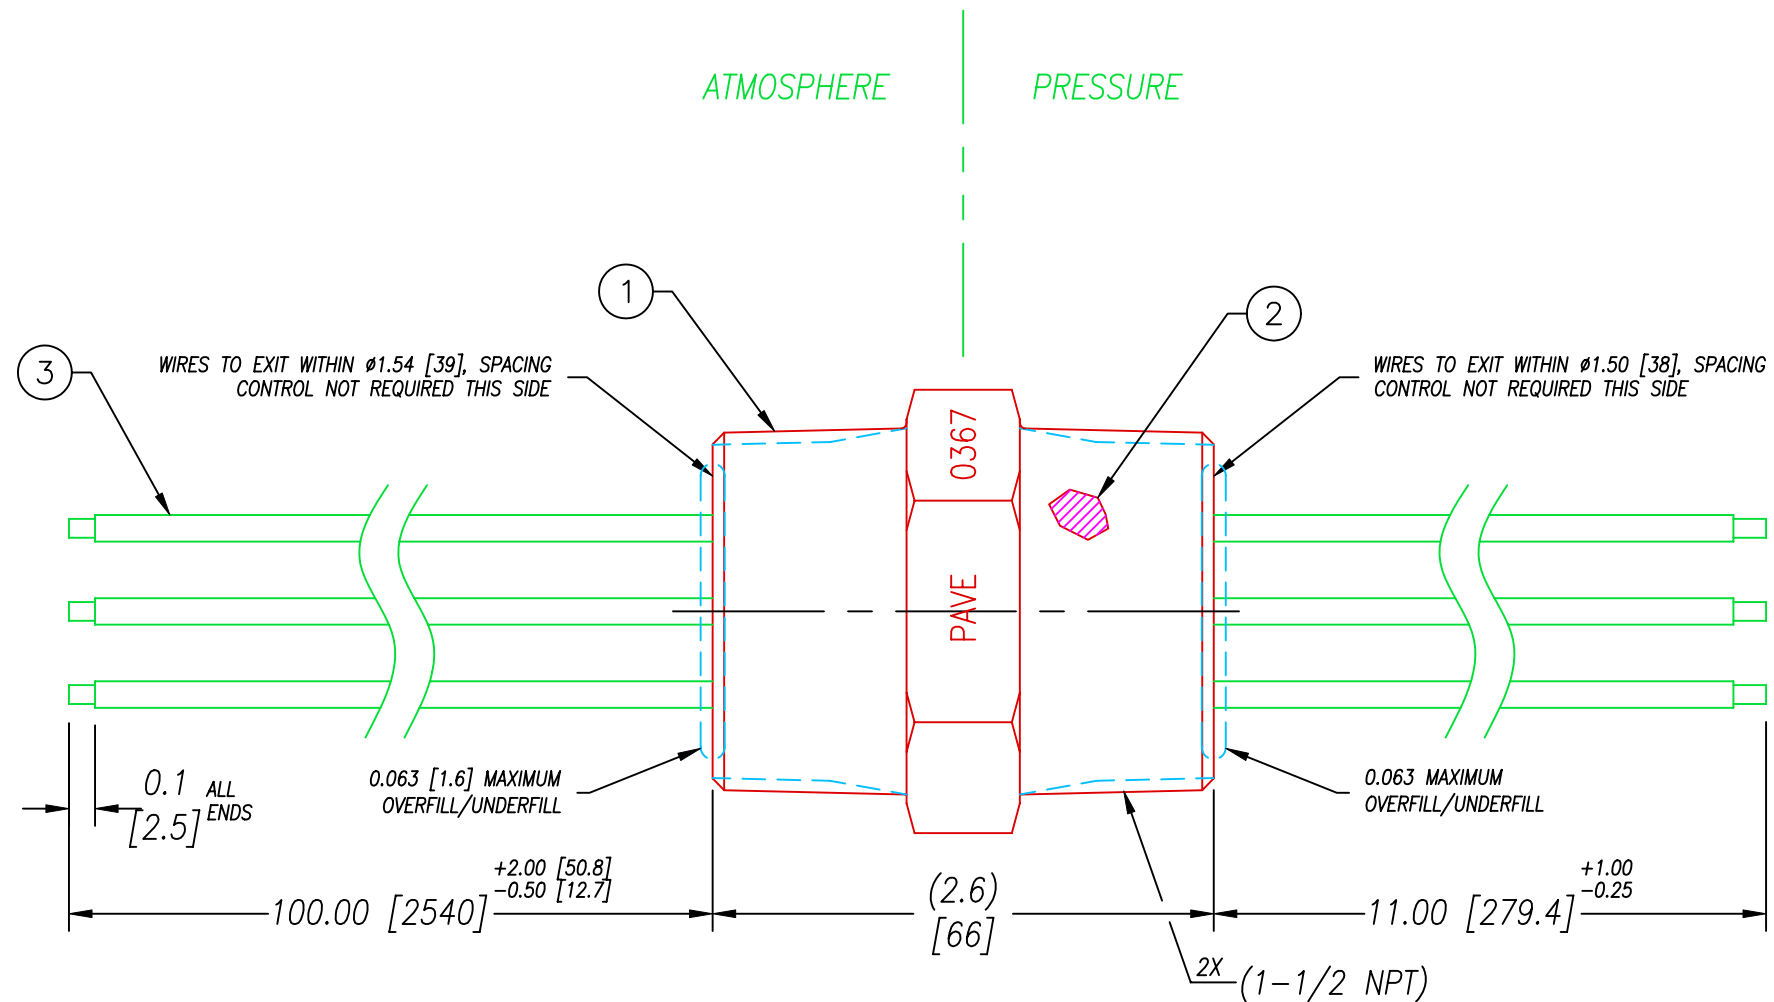 ATMOSPHERE
PRESSURE
1
2
3
WIRES TO EXIT WITHIN ø1.54 [39], SPACING
CONTROL NOT REQUIRED THIS SIDE
WIRES TO EXIT WITHIN ø1.50 [38], SPACING
CONTROL NOT REQUIRED THIS SIDE
0367
PAVE
0.1 ALL
ENDS
[2.5]
0.063 [1.6] MAXIMUM
OVERFILL/UNDERFILL
0.063 MAXIMUM
OVERFILL/UNDERFILL
+2.00 [50.8]
-0.50 [12.7]
100.00 [2540]
(2.6)
[66]
+1.00
-0.25
11.00 [279.4]
2X (1-1/2 NPT)